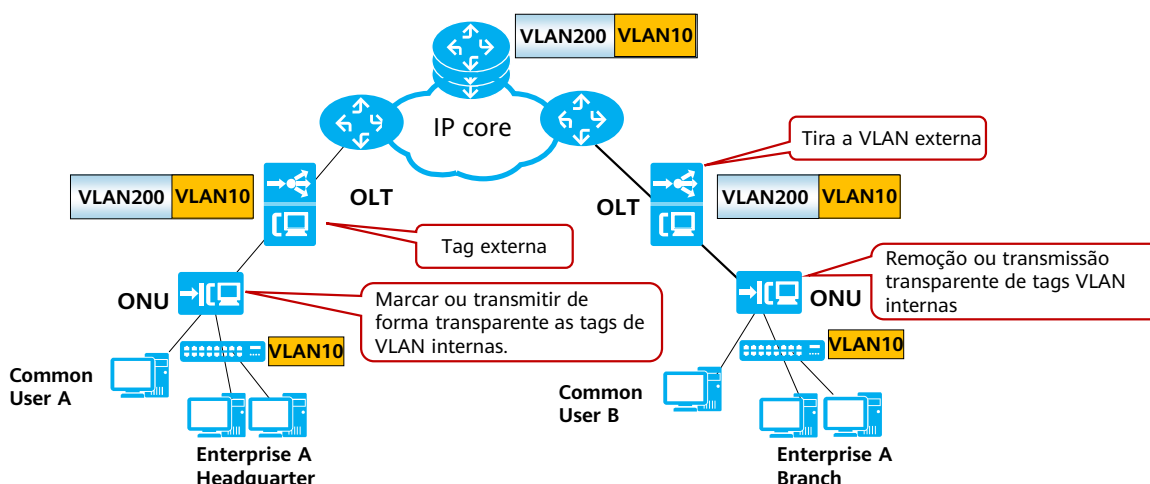 VLAN200 VLAN10
IP core
Tira a VLAN externa
VLAN200 VLAN10
OLT
OLT
VLAN200 VLAN10
Tag externa
Remoção ou transmissão
transparente de tags VLAN
internas
ONU
Marcar ou transmitir de
forma transparente as tags de
VLAN internas.
ONU
VLAN10
VLAN10
Common
User A
Common
User B
Enterprise A
Headquarter
Enterprise A
Branch